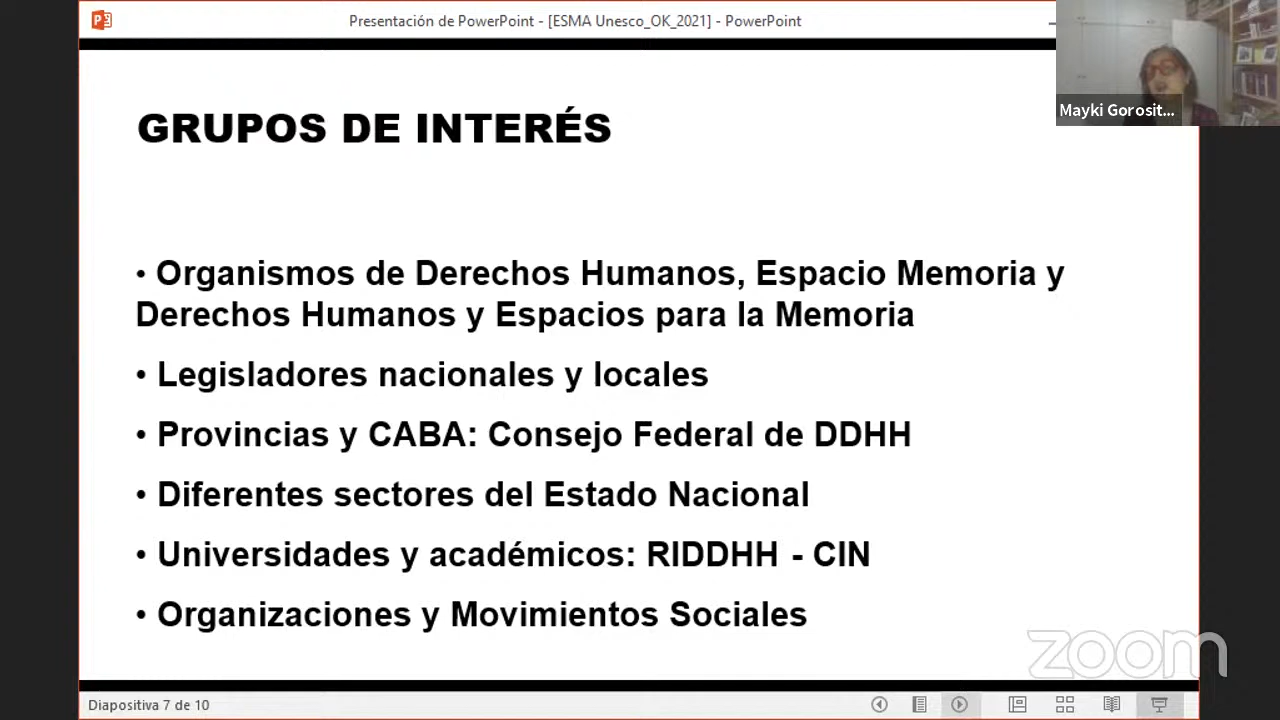 Presentación de PowerPoint - [ESMA Unesco_OK_2021] - PowerPoint
Mayki Gorosit...
GRUPOS DE INTERÉS
• Organismos de Derechos Humanos, Espacio Memoria y
Derechos Humanos y Espacios para la Memoria
• Legisladores nacionales y locales
• Provincias y CABA: Consejo Federal de DDHH
• Diferentes sectores del Estado Nacional
• Universidades y académicos: RIDDHH - CIN
• Organizaciones y Movimientos Sociales
zoom
Diapositiva 7 de 10